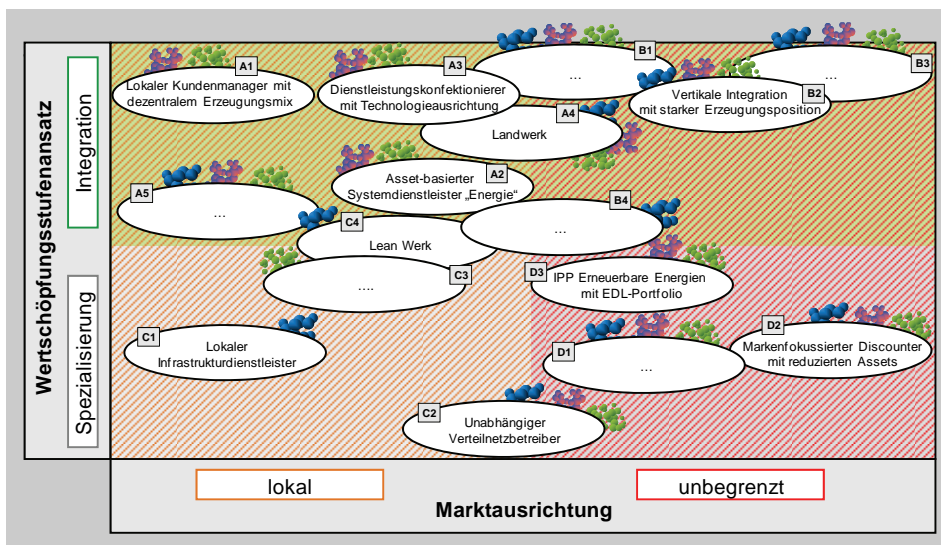 Wertschöpfungsstufenansatz
Integration
Spezialisierung
A1
Lokaler Kundenmanager mit
dezentralem Erzeugungsmix
A3
Dienstleistungskonfektionierer
mit Technologieausrichtung
B1
...
B3
...
B2
Vertikale Integration
mit starker Erzeugungsposition
A4
Landwerk
A2
Asset-basierter
Systemdienstleister „Energie“
A5
...
B4
...
C4
Lean Werk
C3
....
D3
IPP Erneuerbare Energien
mit EDL-Portfolio
C1
Lokaler
Infrastrukturdienstleister
D1
...
D2
Markenfokussierter Discounter
mit reduzierten Assets
C2
Unabhängiger
Verteilnetzbetreiber
lokal
unbegrenzt
Marktausrichtung